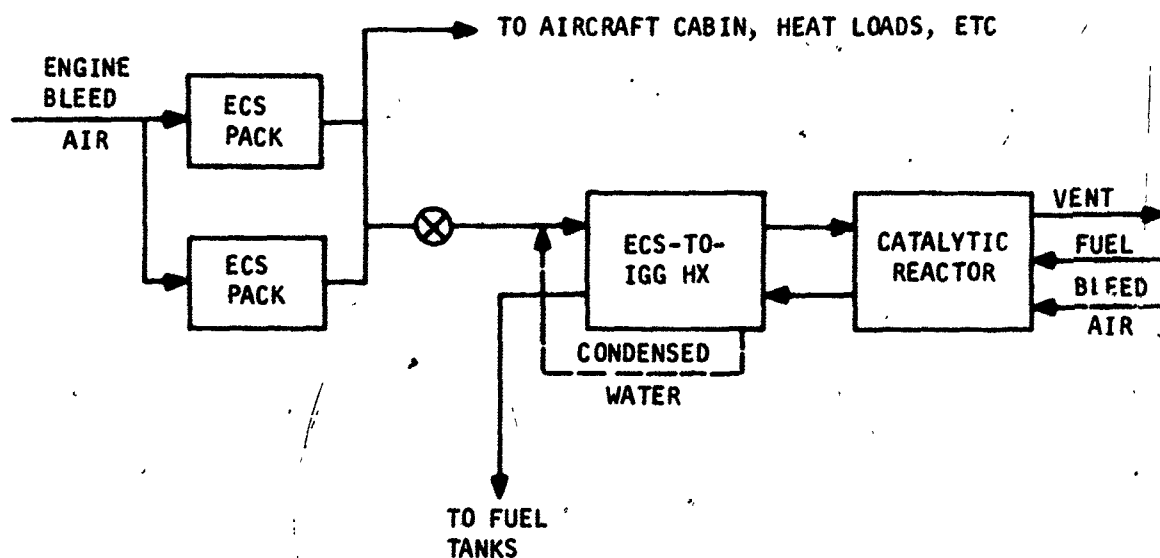 TO AIRCRAFT CABIN, HEAT LOADS, ETC
ENGINE
BLEED
AIR
ECS
PACK
ECS
PACK
ECS-TO-
IGG HX
CATALYTIC
REACTOR
VENT
FUEL
BLEED
AIR
CONDENSED
WATER
TO FUEL
TANKS